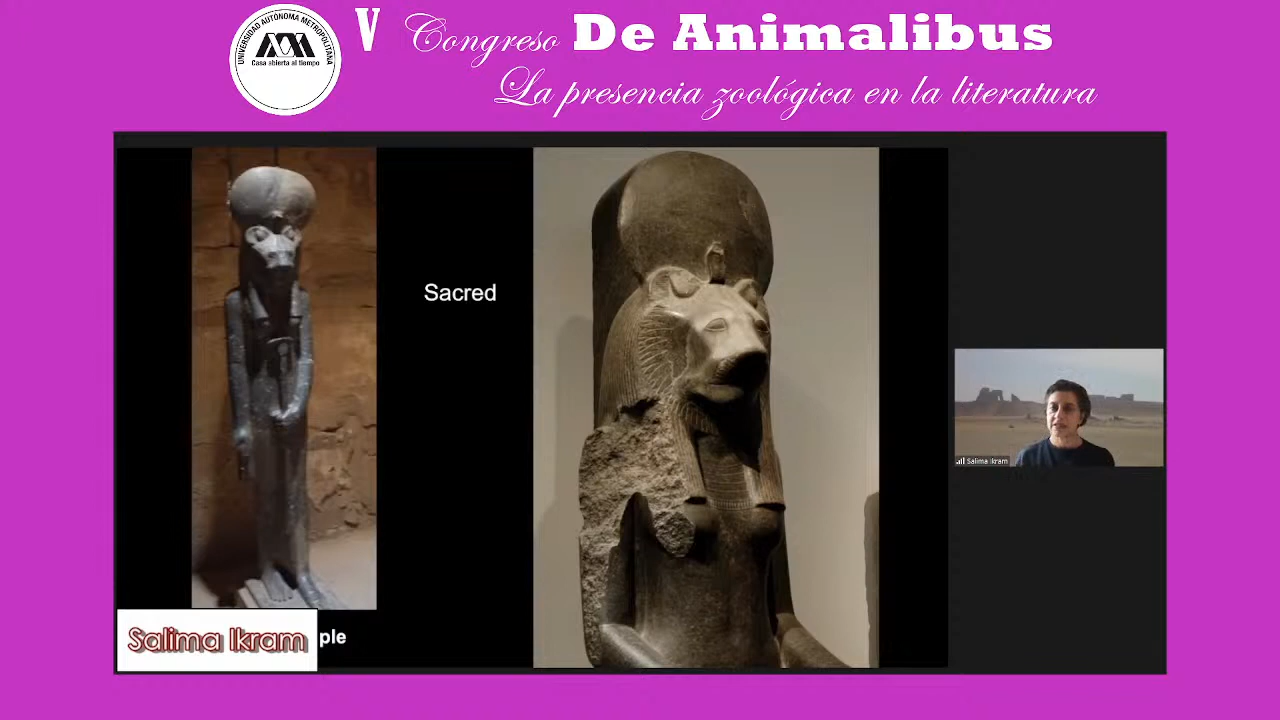 UNIVERSIDAD AUTÓNOMA METROPOLITANA
Casa abierta al tiempo
V Congreso De Animalibus
La presencia zoológica en la literatura
Sacred
Salima Ikram
Salima Ikram
ple